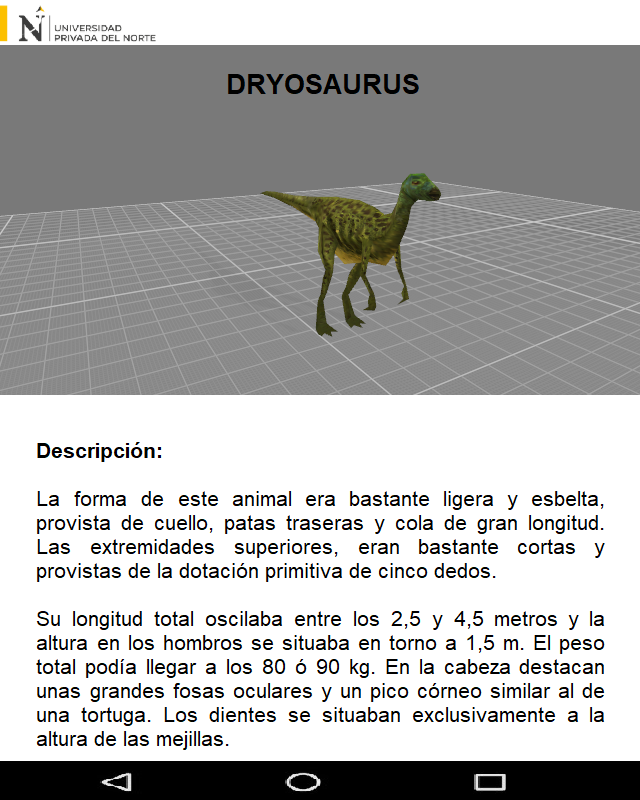 UNIVERSIDAD
PRIVADA DEL NORTE
DRYOSAURUS
Descripción:
La forma de este animal era bastante ligera y esbelta,
provista de cuello, patas traseras y cola de gran longitud.
Las extremidades superiores, eran bastante cortas y
provistas de la dotación primitiva de cinco dedos.
Su longitud total oscilaba entre los 2,5 y 4,5 metros y la
altura en los hombros se situaba en torno a 1,5 m. El peso
total podía llegar a los 80 ó 90 kg. En la cabeza destacan
unas grandes fosas oculares y un pico córneo similar al de
una tortuga. Los dientes se situaban exclusivamente a la
altura de las mejillas.